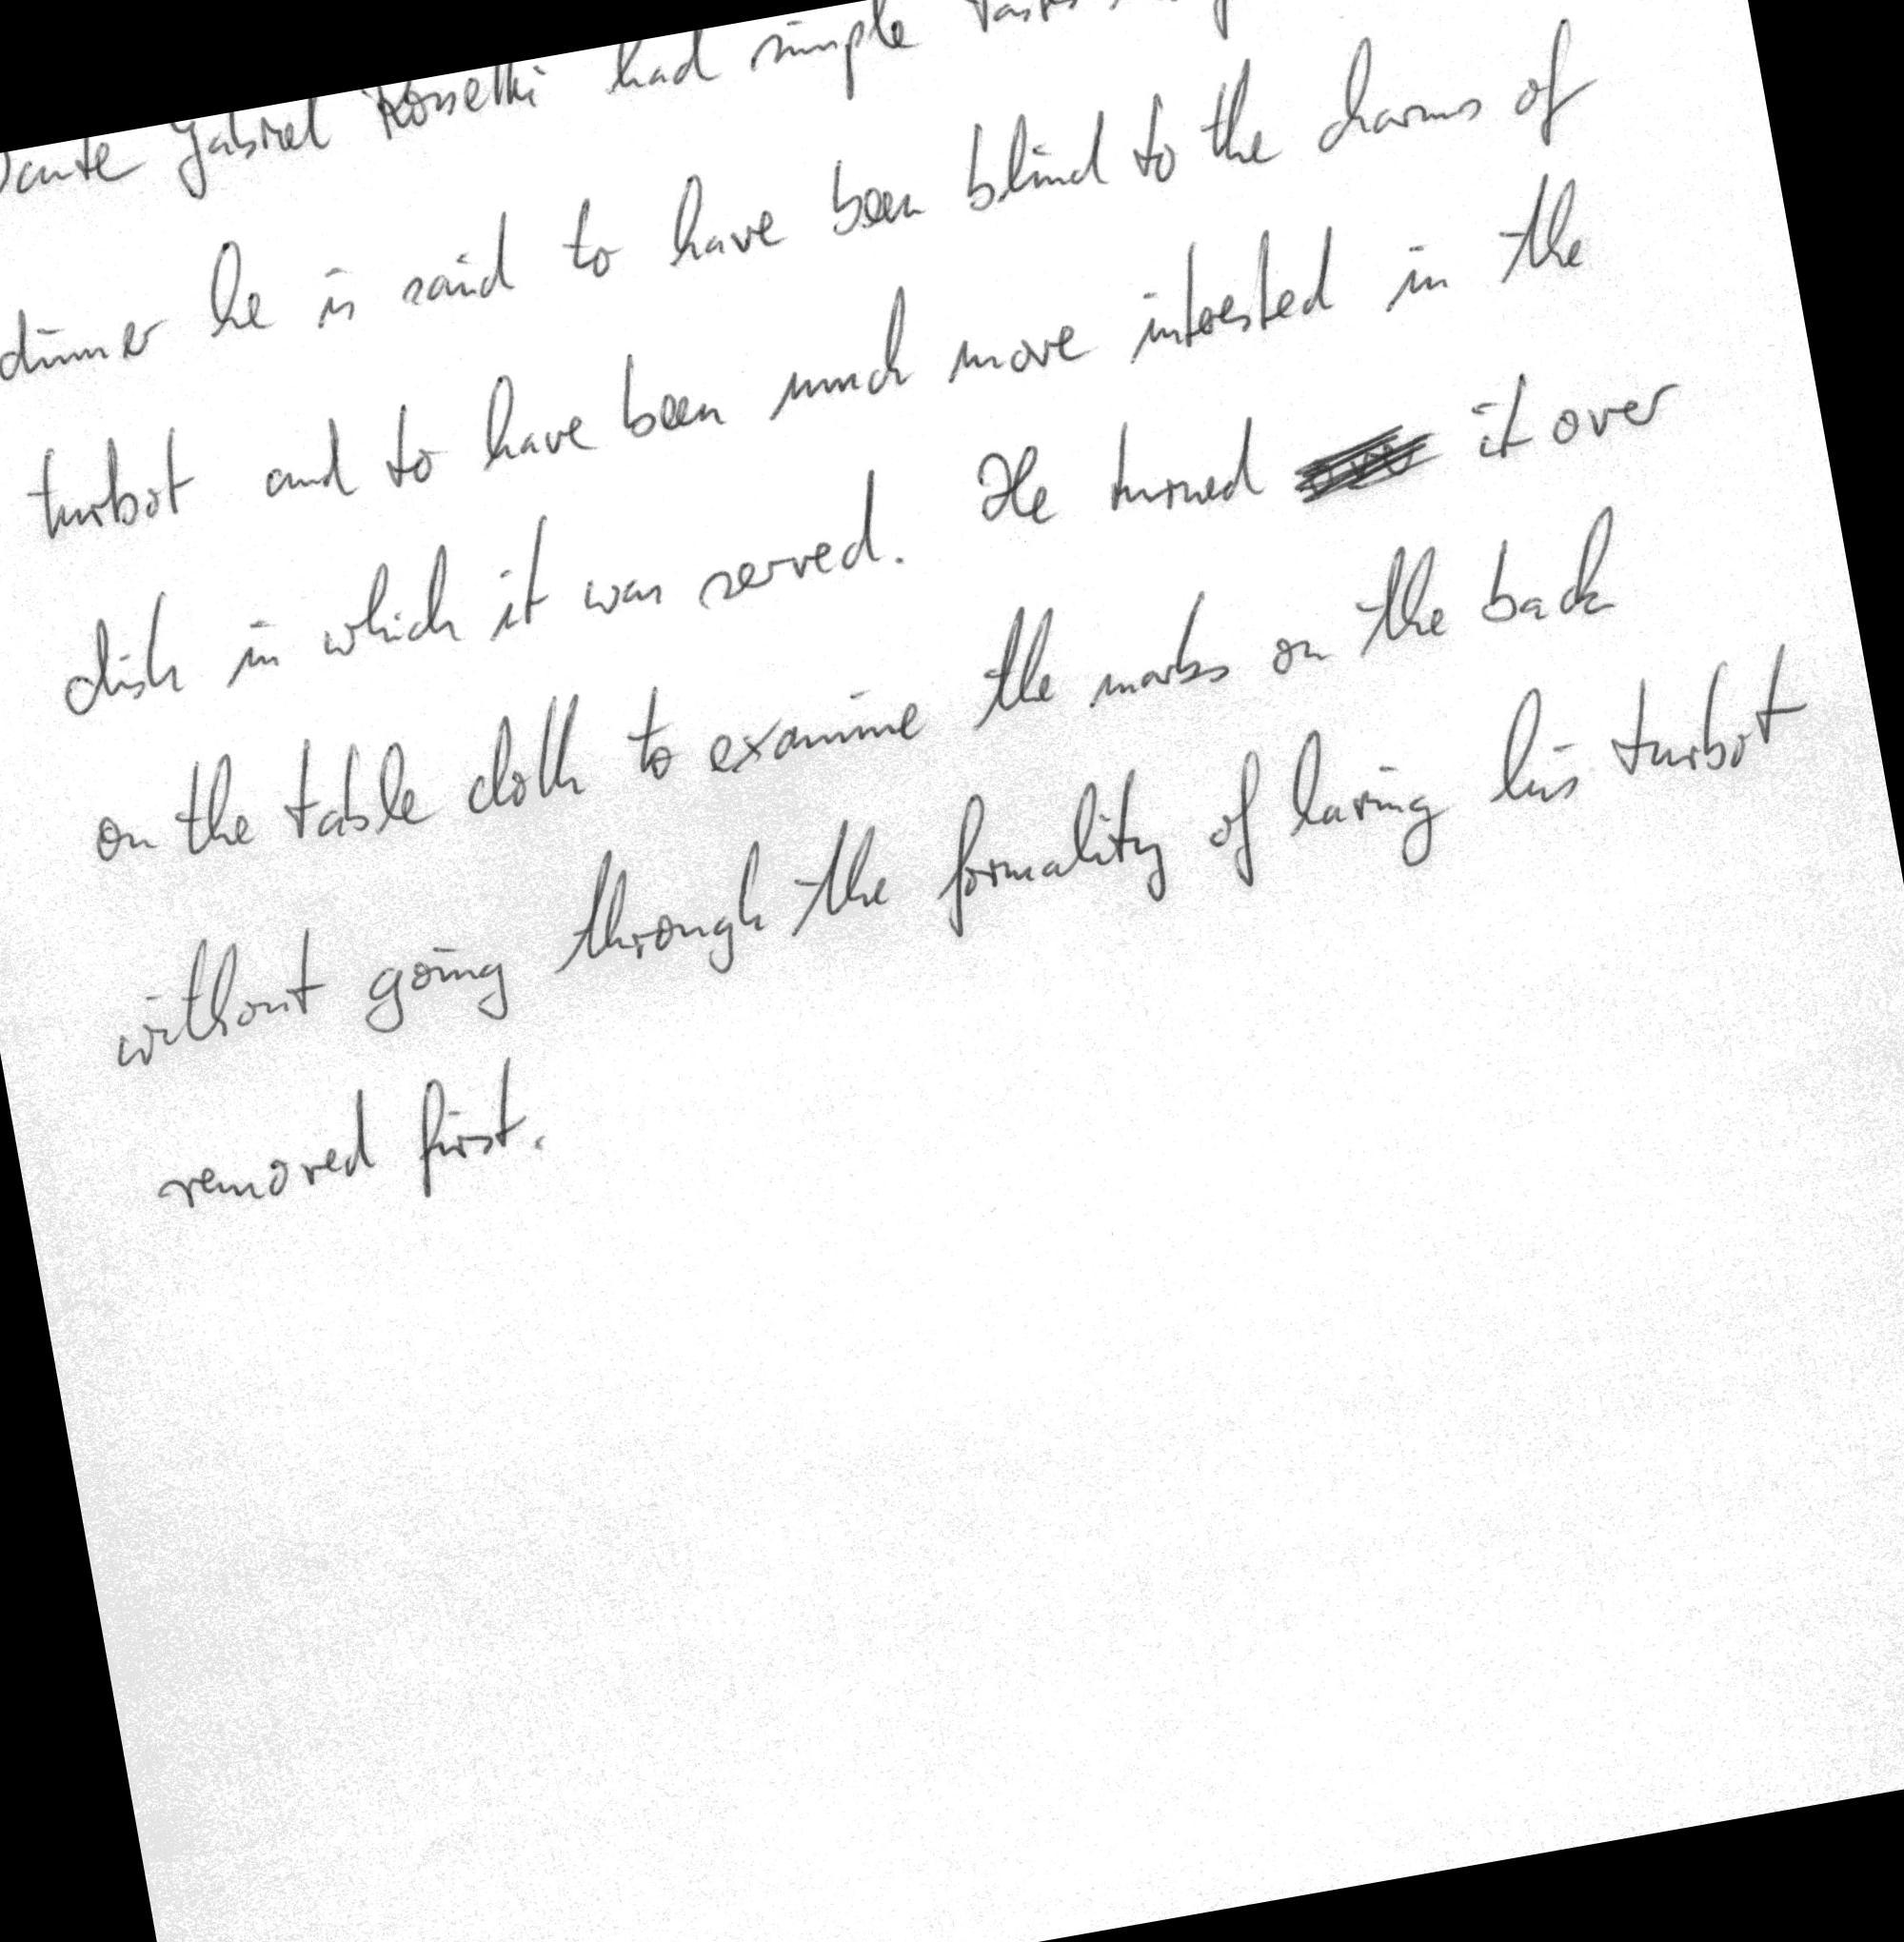 Dante Gabriel Rossetti had simple tastes
dinner he is said to have been blind to the charms of
turbot and to have been much more interested in the
dish in which it was served. He turned it over
on the table cloth to examine the marks on the back
without going through the formality of having his turbot
removed first.